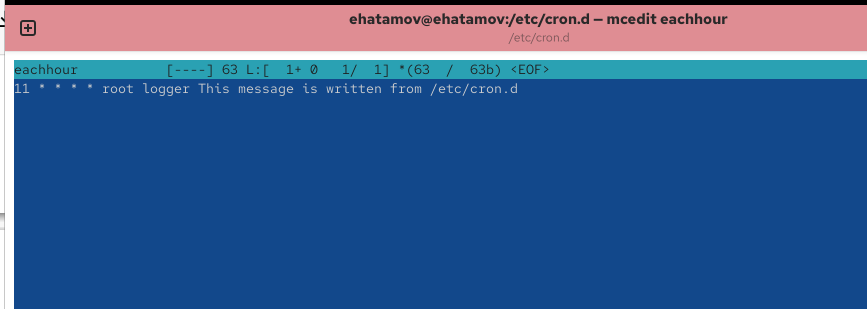 ehatamov@ehatamov:/etc/cron.d — mcedit eachhour
/etc/cron.d
eachhour [----] 63 L:[ 1+ 0 1/ 1] *(63 / 63b) <EOF>
11 * * * * root logger This message is written from /etc/cron.d